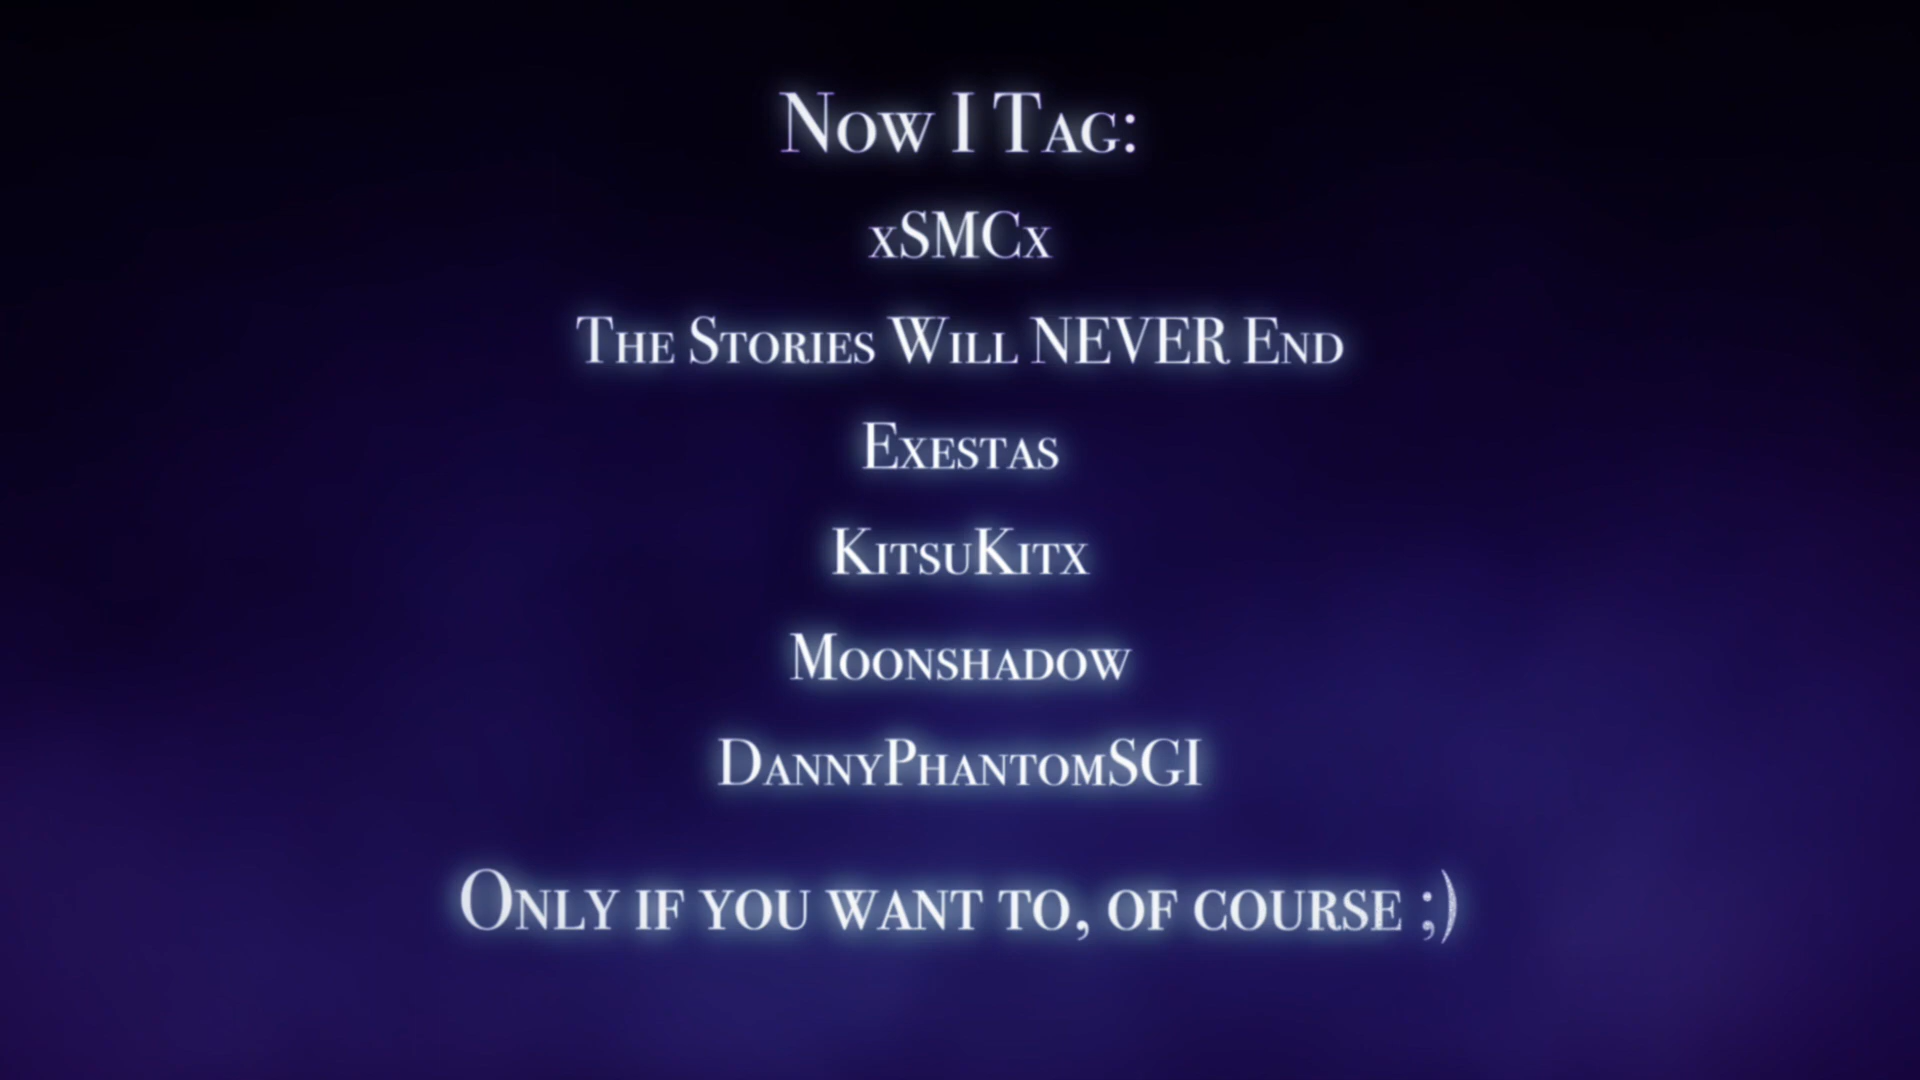 Now I Tag:
xSMCx
The Stories Will NEVER End
Exestas
KitsuKitx
Moonshadow
DannyPhantomSGI
Only if you want to, of course ;)